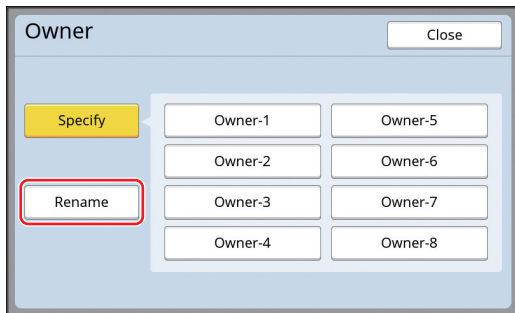 Owner
Close
Specify
Owner-1
Owner-5
Owner-2
Owner-6
Rename
Owner-3
Owner-7
Owner-4
Owner-8